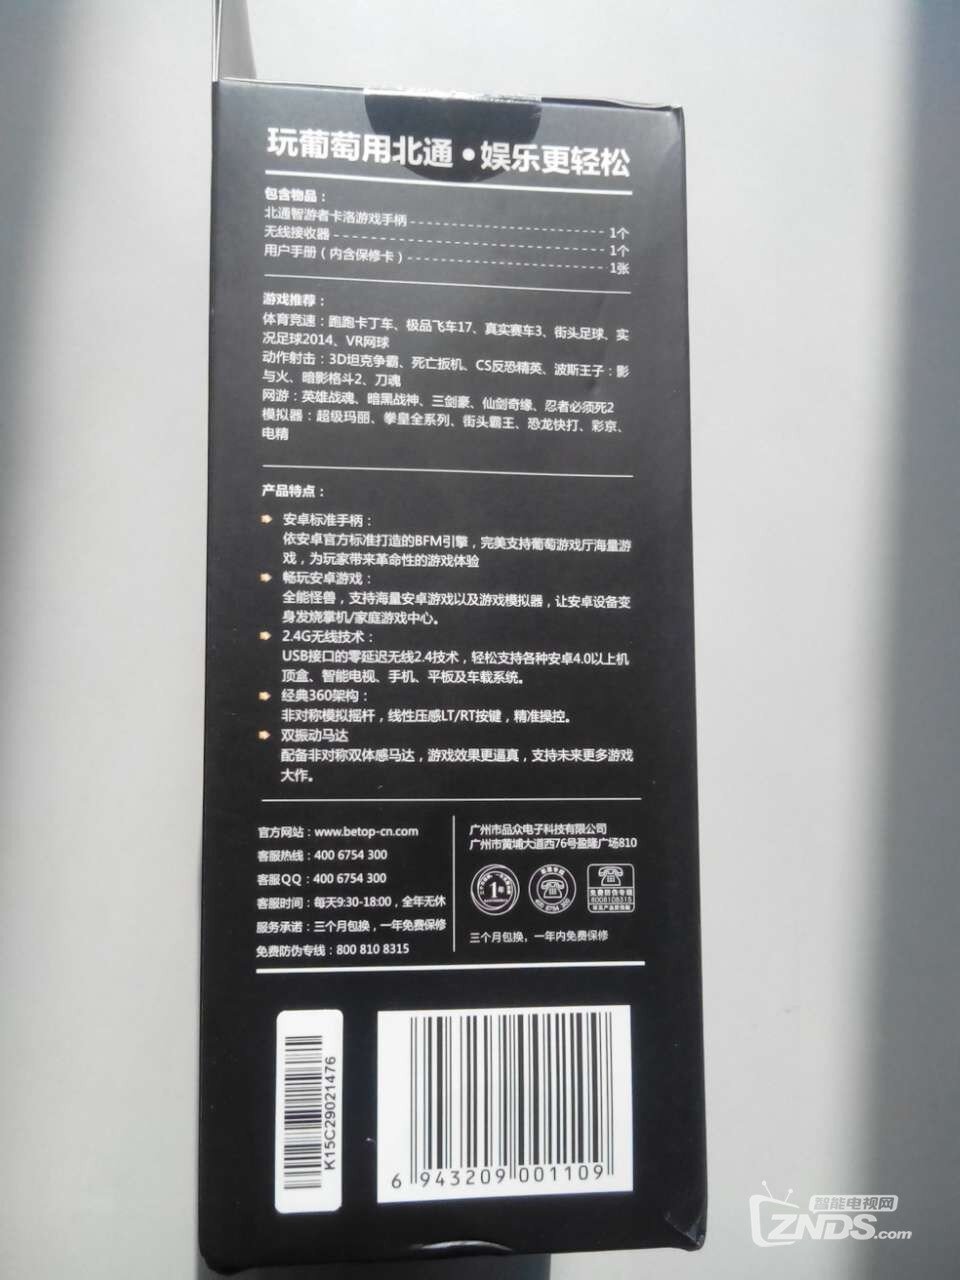 玩葡萄用北通•娱乐更轻松
包含物品：
北通智游者卡洛游戏手柄 1个
无线接收器 1个
用户手册（内含保修卡） 1张
游戏推荐：
体育竞速：跑跑卡丁车、极品飞车17、真实赛车3、街头足球、实
况足球2014、VR网球
动作射击：3D坦克争霸、死亡扳机、CS反恐精英、波斯王子：影
与火、暗影格斗2、刀魂
网游：英雄战魂、暗黑战神、三剑豪、仙剑奇缘、忍者必须死2
模拟器：超级玛丽、拳皇全系列、街头霸王、恐龙快打、彩京、
电精
产品特点：
安卓标准手柄：
依安卓官方标准打造的BFM引擎，完美支持葡萄游戏厅海量游
戏，为玩家带来革命性的游戏体验
畅玩安卓游戏：
全能怪兽，支持海量安卓游戏以及游戏模拟器，让安卓设备变
身发烧掌机/家庭游戏中心。
2.4G无线技术：
USB接口的零延迟无线2.4技术，轻松支持各种安卓4.0以上机
顶盒、智能电视、手机、平板及车载系统。
经典360架构：
非对称模拟摇杆，线性压感LT/RT按键，精准操控。
双振动马达
配备非对称双体感马达，游戏效果更逼真，支持未来更多游戏
大作。
官方网站：www.betop-cn.com
客服热线：400 6754 300
客服QQ：400 6754 300
客服时间：每天9:30-18:00，全年无休
服务承诺：三个月包换，一年免费保修
免费防伪专线：800 810 8315
广州市品众电子科技有限公司
广州市黄埔大道西76号盈隆广场810
1年
400 6754 300
免费防伪专线
8008108315
三个月包换，一年内免费保修
K15C29021476
6 943209 001109
智能电视网
ZNDS.com